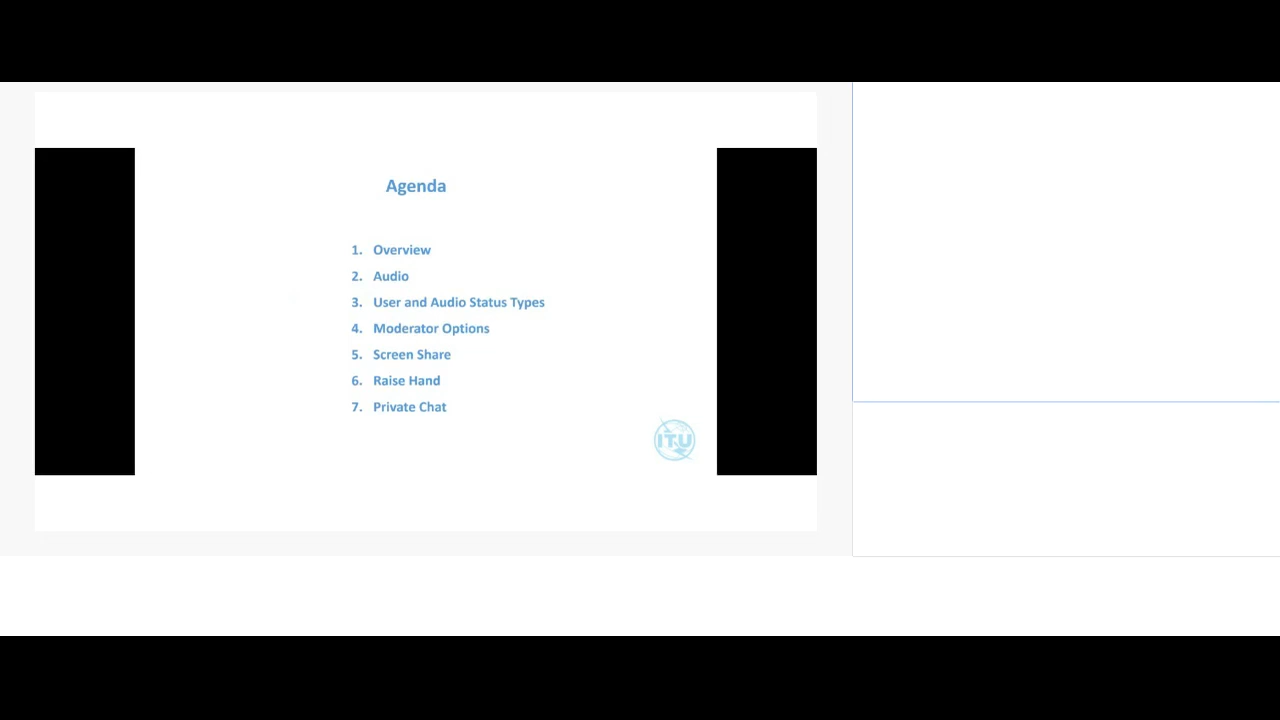 Agenda
1. Overview
2. Audio
3. User and Audio Status Types
4. Moderator Options
5. Screen Share
6. Raise Hand
7. Private Chat
ITU